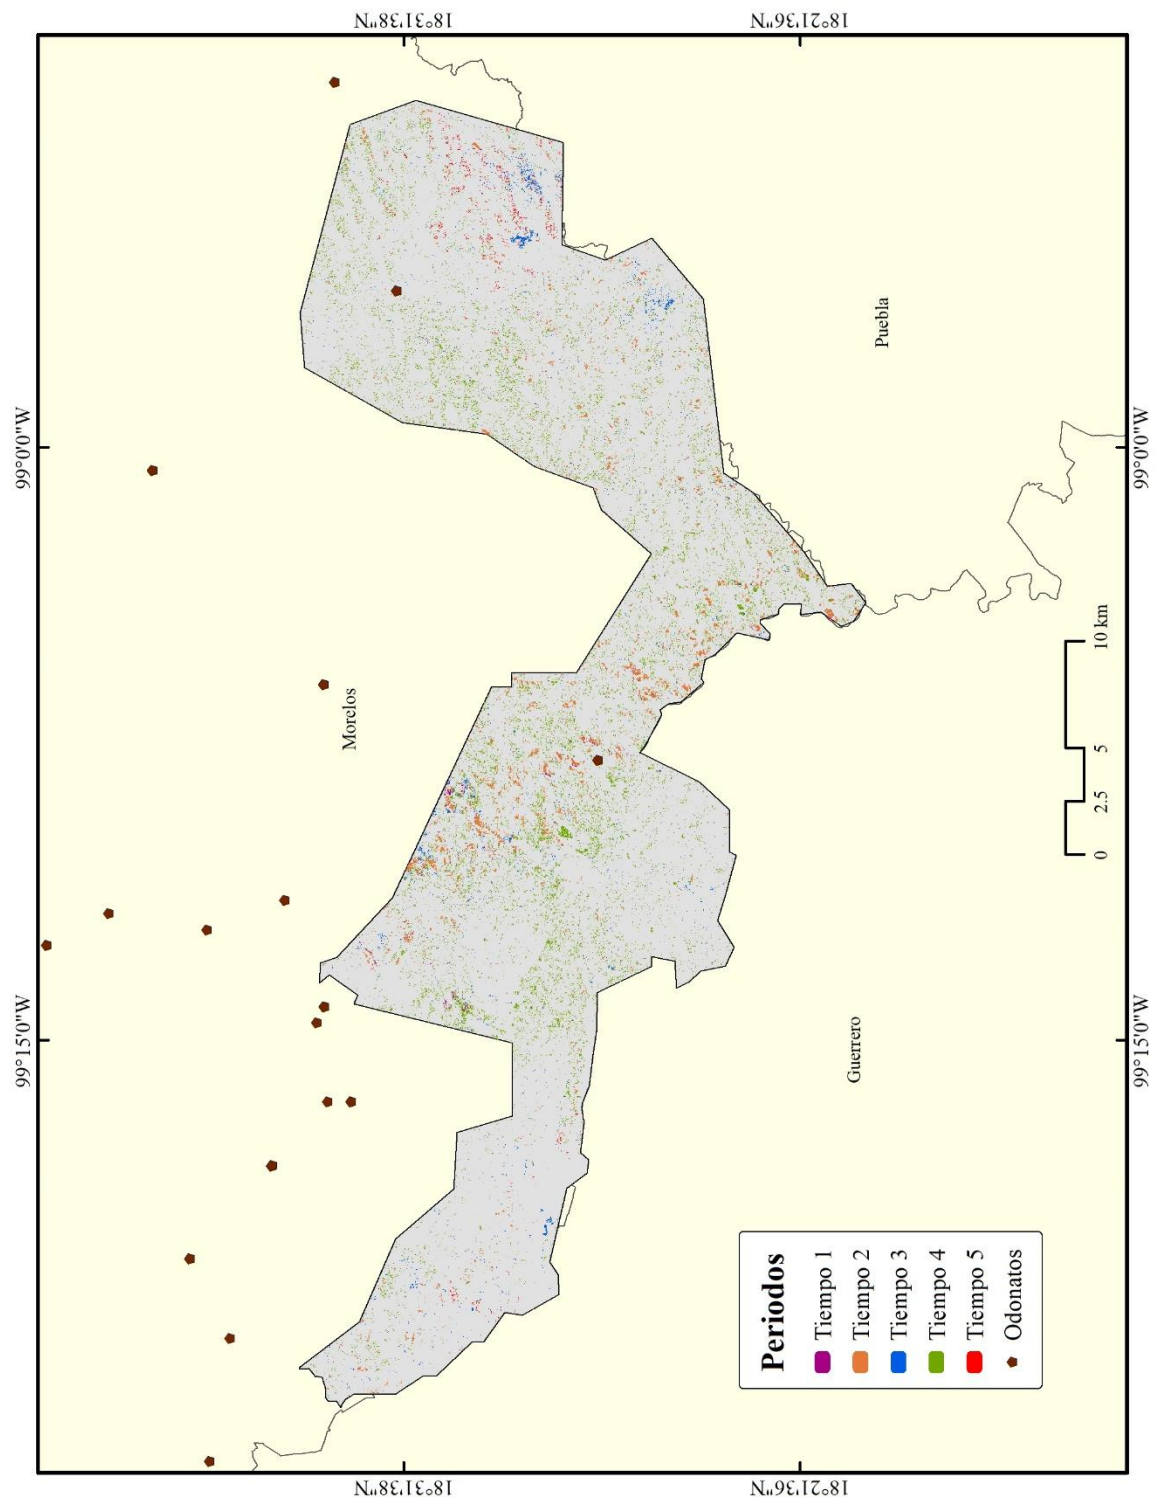 99°15'0"W
99°0'0"W
18°31'38"N
18°31'38"N
Morelos
18°21'36"N
18°21'36"N
Guerrero
Puebla
Periodos
Tiempo 1
Tiempo 2
Tiempo 3
Tiempo 4
Tiempo 5
Odonatos
0 2.5 5 10 km
99°15'0"W
99°0'0"W